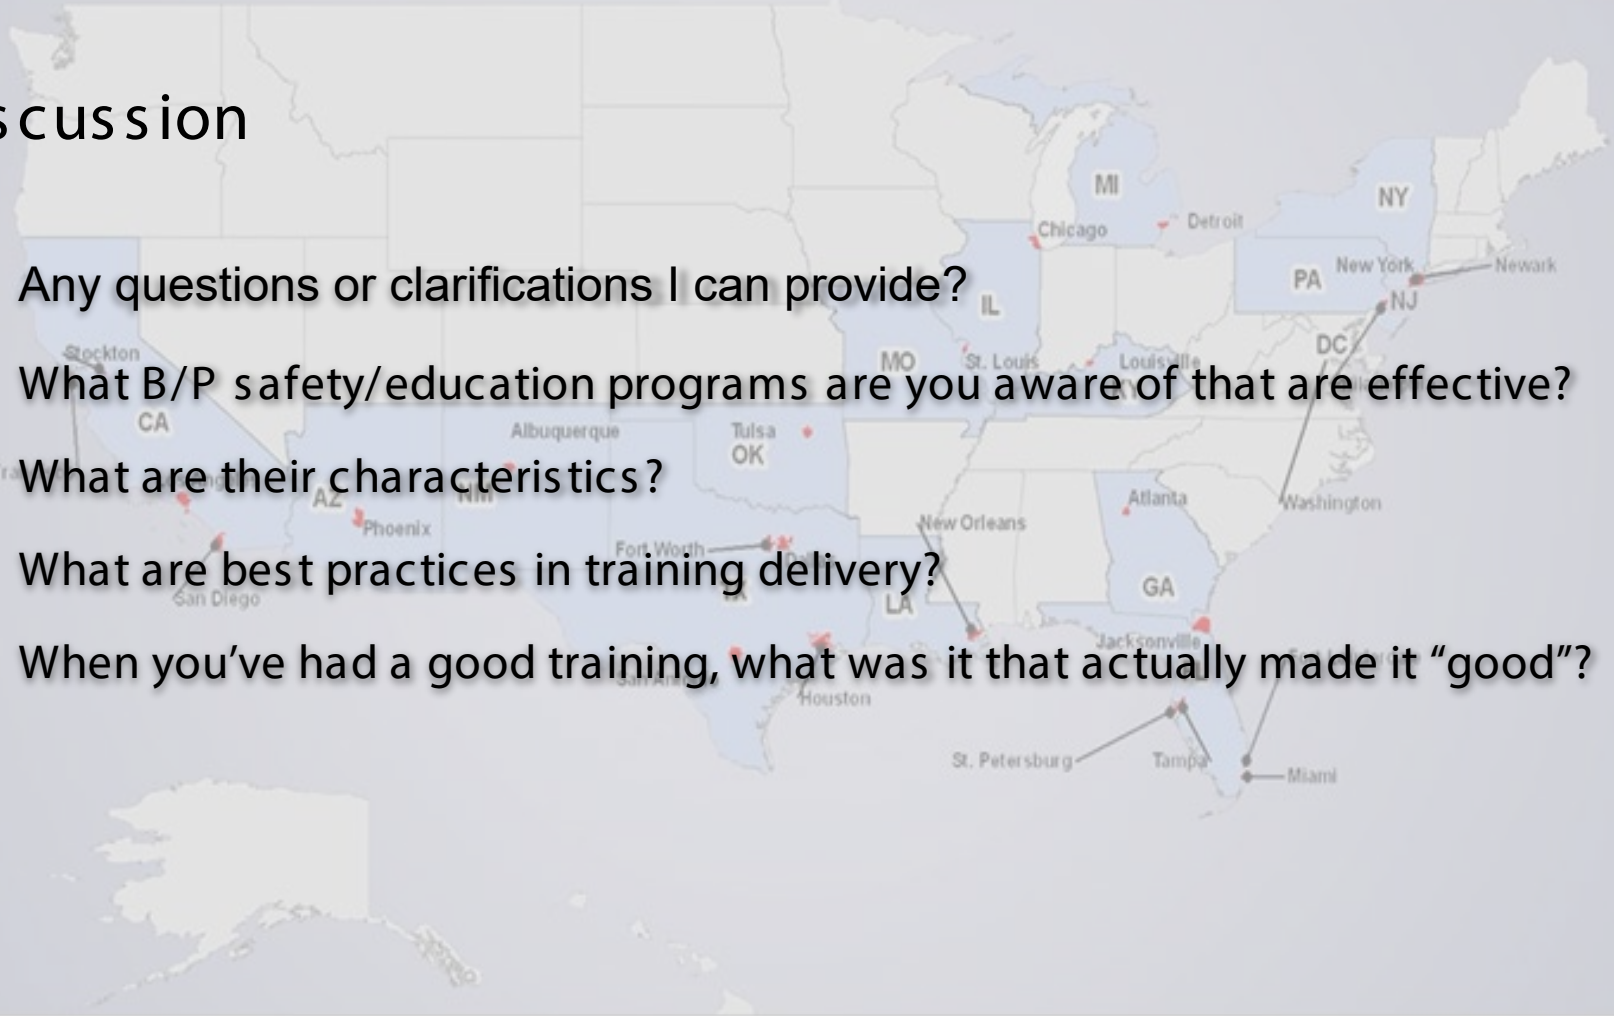 scussion
MI
NY
Chicago
Detroit
Any questions or clarifications I can provide?
PA
New York
Newark
IL
NJ
DC
Stockton
MO
St. Louis
Louisville
What B/P safety/education programs are you aware of that are effective?
KY
CA
Albuquerque
Tulsa
OK
What are their characteristics?
AZ
NM
Atlanta
Washington
Phoenix
New Orleans
Fort Worth
What are best practices in training delivery?
San Diego
TX
LA
GA
Jacksonville
When you’ve had a good training, what was it that actually made it “good”?
Houston
St. Petersburg
Tampa
Miami